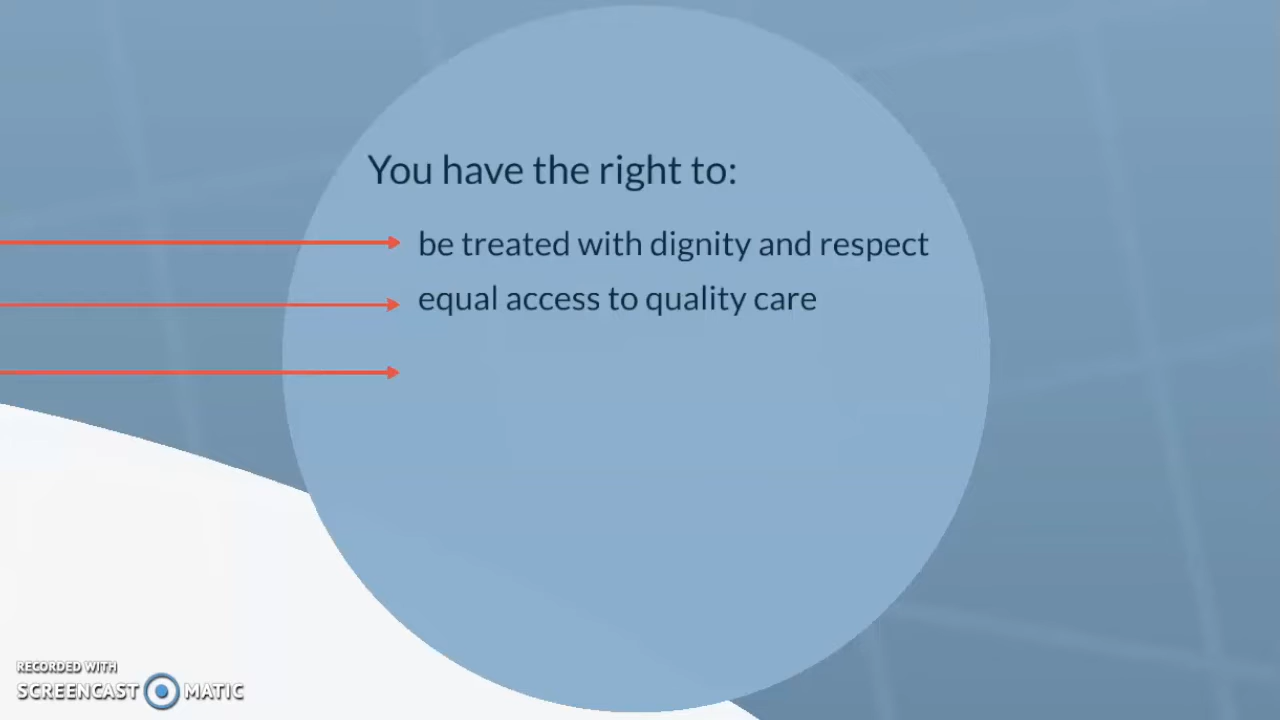 You have the right to:
be treated with dignity and respect
equal access to quality care
RECORDED WITH
SCREENCAST MATIC